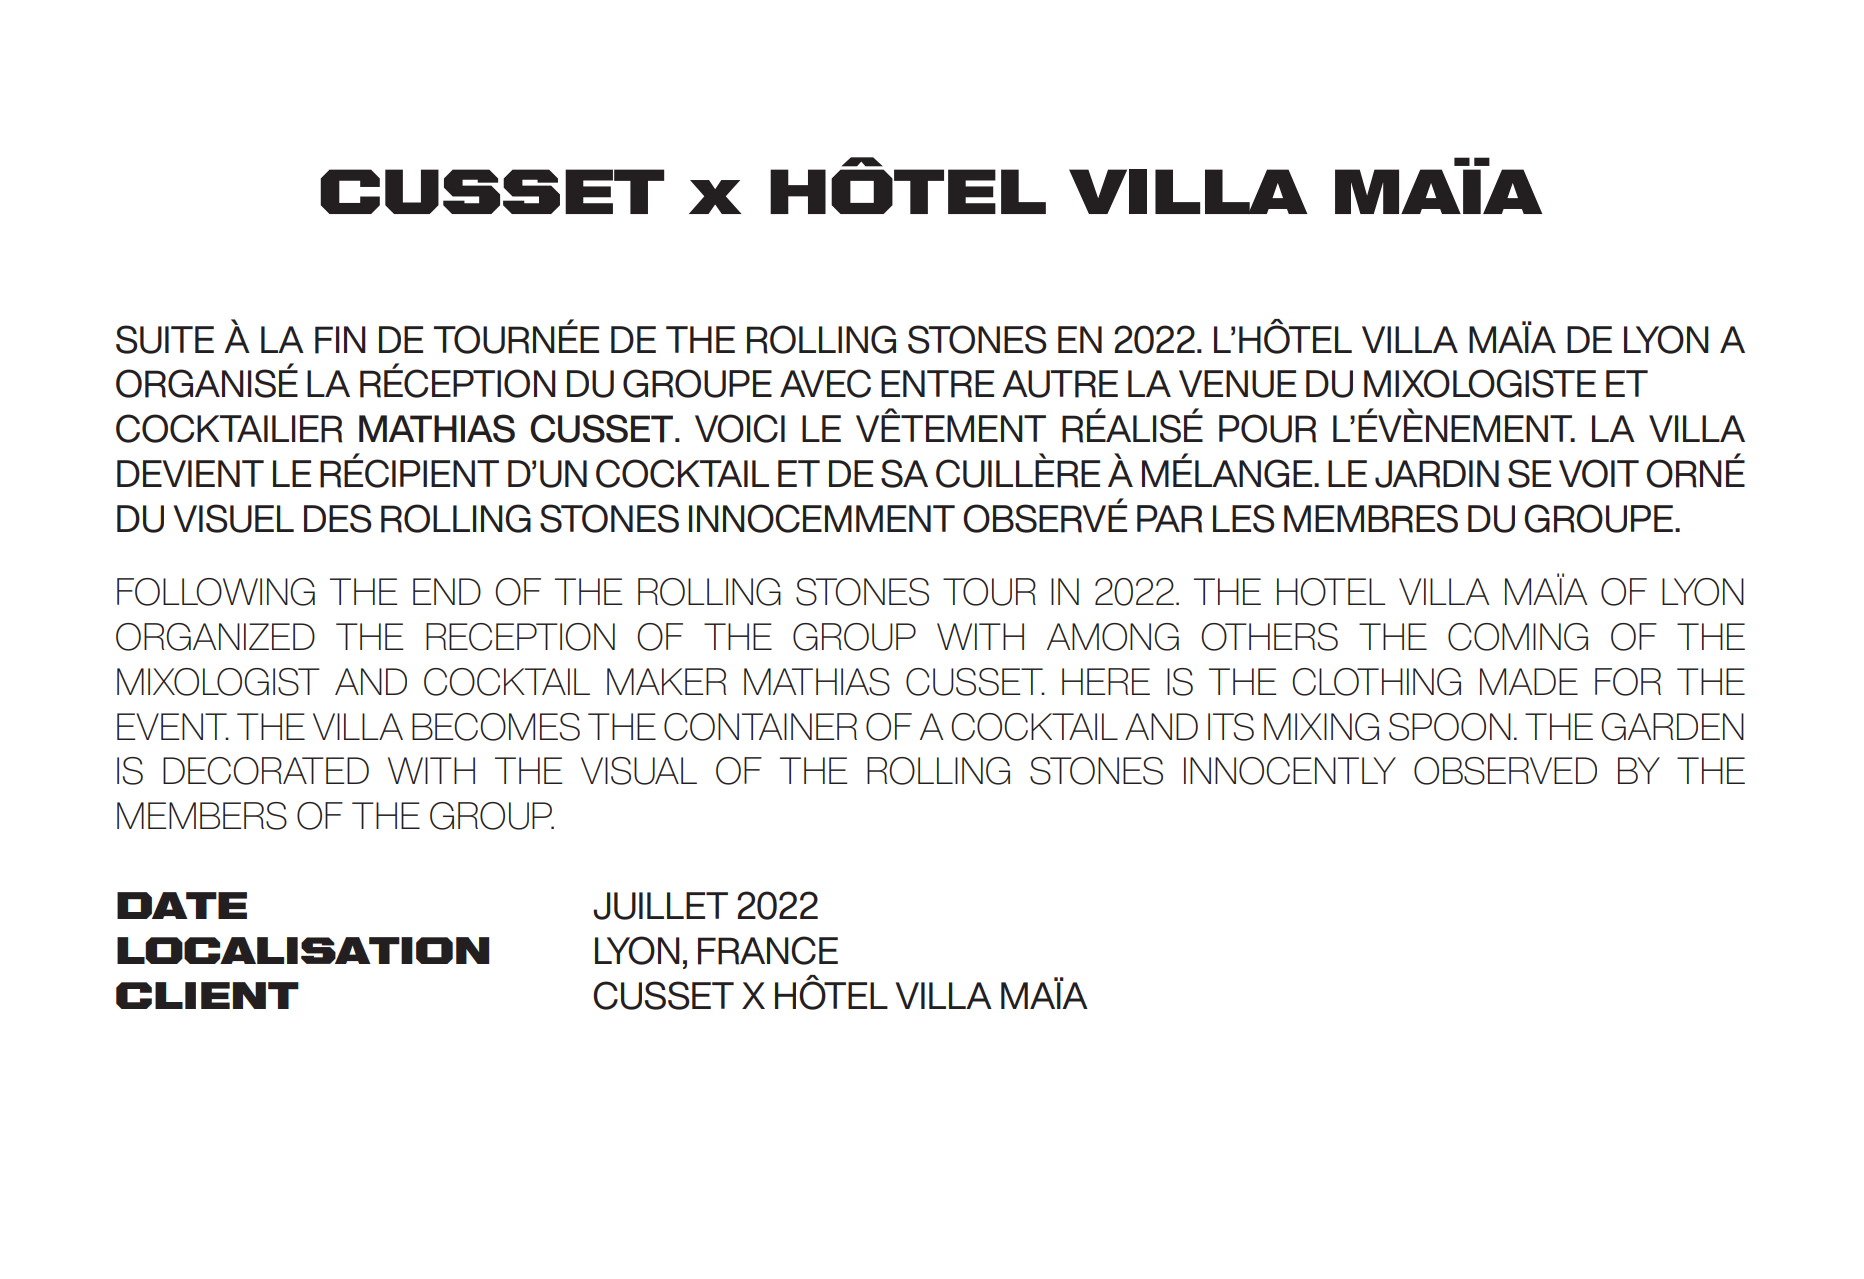 CUSSET x HÔTEL VILLA MAÏA
SUITE À LA FIN DE TOURNÉE DE THE ROLLING STONES EN 2022. L’HÔTEL VILLA MAÏA DE LYON A
ORGANISÉ LA RÉCEPTION DU GROUPE AVEC ENTRE AUTRE LA VENUE DU MIXOLOGISTE ET
COCKTAILIER MATHIAS CUSSET. VOICI LE VÊTEMENT RÉALISÉ POUR L’ÉVÈNEMENT. LA VILLA
DEVIENT LE RÉCIPIENT D’UN COCKTAIL ET DE SA CUILLÈRE À MÉLANGE. LE JARDIN SE VOIT ORNÉ
DU VISUEL DES ROLLING STONES INNOCEMMENT OBSERVÉ PAR LES MEMBRES DU GROUPE.
FOLLOWING THE END OF THE ROLLING STONES TOUR IN 2022. THE HOTEL VILLA MAÏA OF LYON
ORGANIZED THE RECEPTION OF THE GROUP WITH AMONG OTHERS THE COMING OF THE
MIXOLOGIST AND COCKTAIL MAKER MATHIAS CUSSET. HERE IS THE CLOTHING MADE FOR THE
EVENT. THE VILLA BECOMES THE CONTAINER OF A COCKTAIL AND ITS MIXING SPOON. THE GARDEN
IS DECORATED WITH THE VISUAL OF THE ROLLING STONES INNOCENTLY OBSERVED BY THE
MEMBERS OF THE GROUP.
DATE JUILLET 2022
LOCALISATION LYON, FRANCE
CLIENT CUSSET X HÔTEL VILLA MAÏA